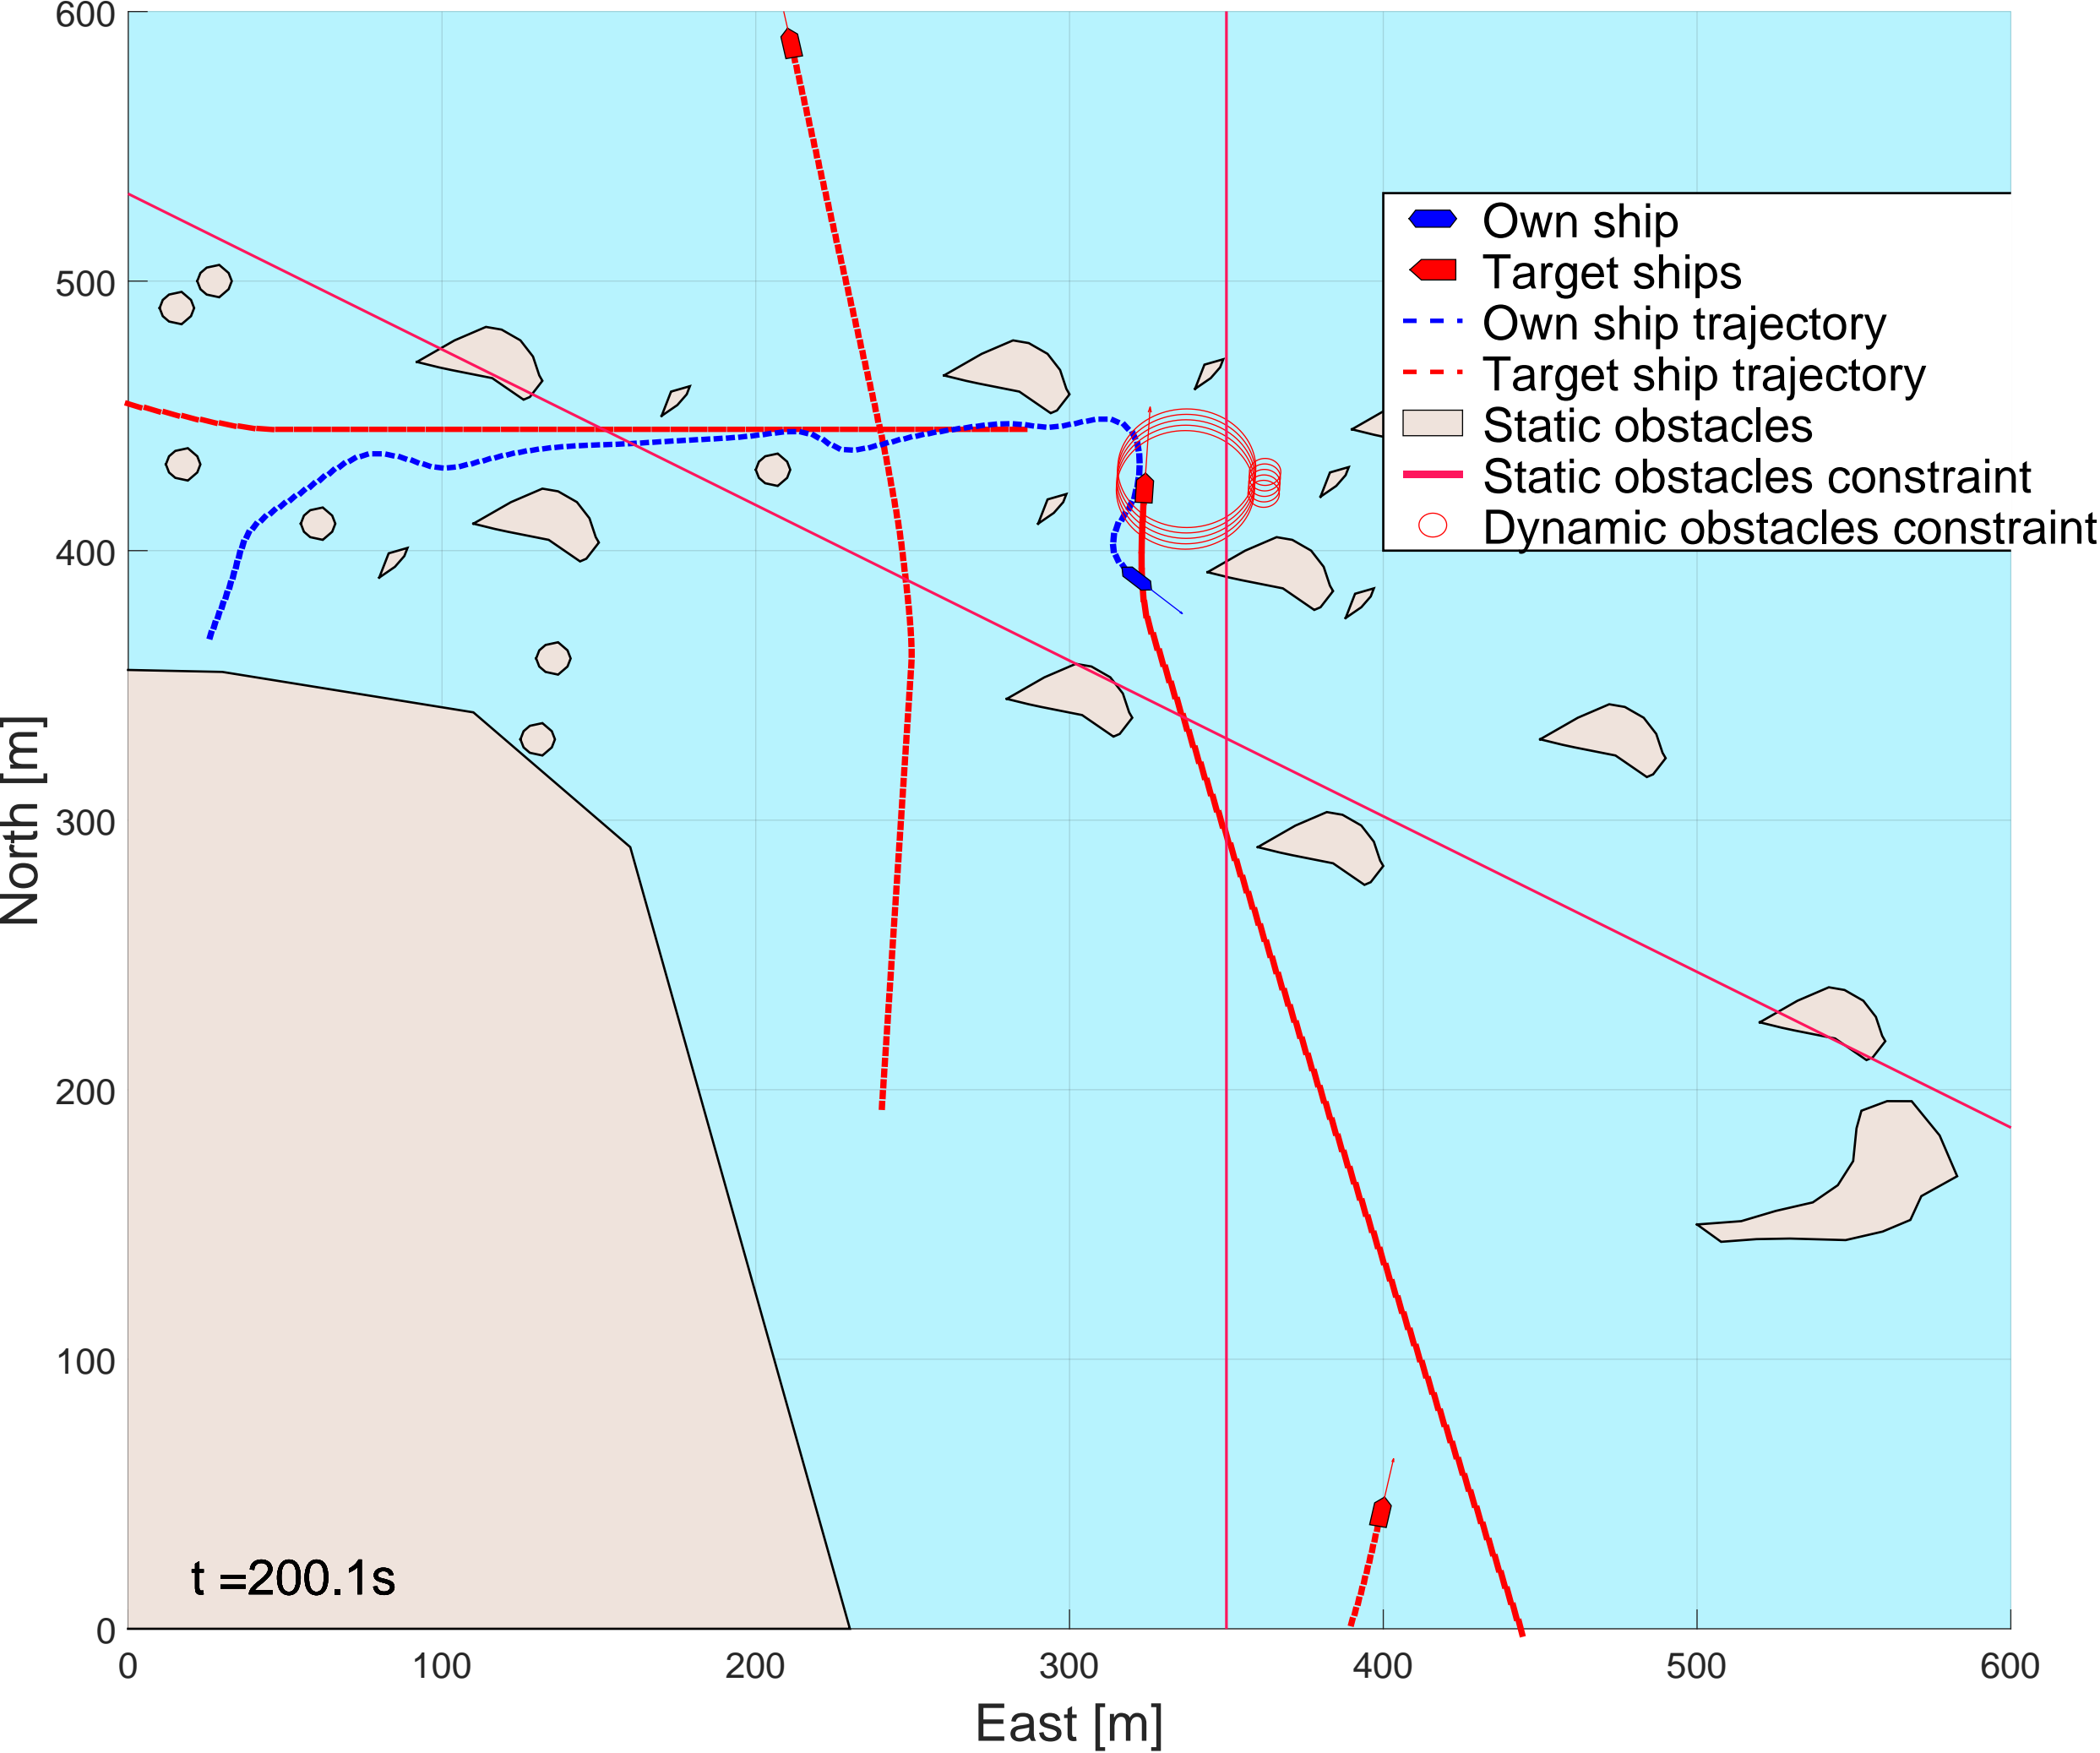 600
500
400
300
200
100
0
North [m]
Own ship
Target ships
Own ship trajectory
Target ship trajectory
Static obstacles
Static obstacles constraint
Dynamic obstacles constraint
t =200.1s
0 100 200 300 400 500 600
East [m]